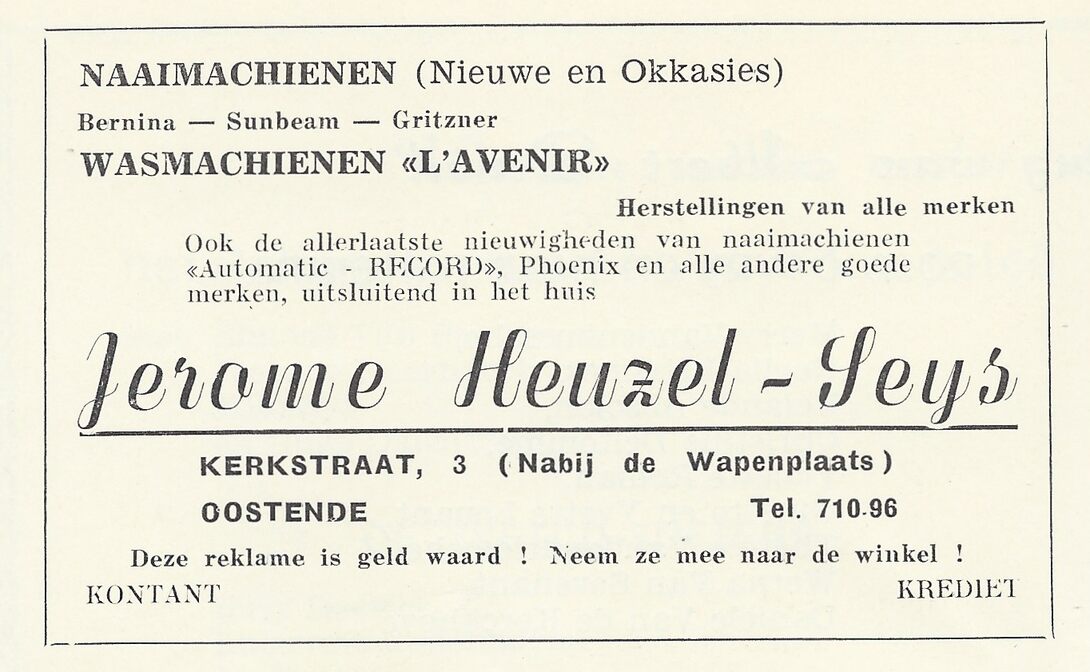 NAAIMACHIENEN (Nieuwe en Okkasies)
Bernina — Sunbeam — Gritzner
WASMACHIENEN «L'AVENIR»
Herstellingen van alle merken
Ook de allerlaatste nieuwigheden van naaimachienen
«Automatic - RECORD», Phoenix en alle andere goede
merken, uitsluitend in het huis
Jerome Heuzel - Seys
KERKSTRAAT, 3 (Nabij de Wapenplaats)
OOSTENDE Tel. 710.96
Deze reklame is geld waard ! Neem ze mee naar de winkel !
KONTANT KREDIET